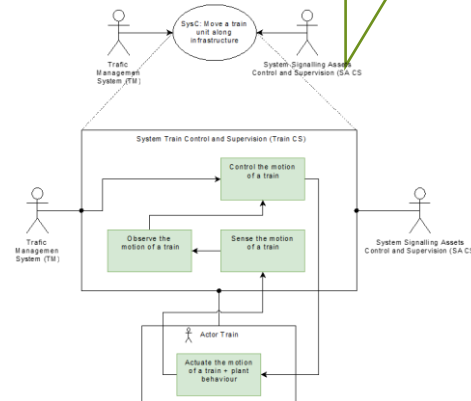 SysC: Move a train
unit along
infrastructure
Trafic
Management
System (TM)
System Signalling Assets
Control and Supervision (SA CS
System Train Control and Supervision (Train CS)
Control the motion
of a train
Observe the
motion of a train
Sense the motion
of a train
Trafic
Managemen
System (TM)
System Signalling Assets
Control and Supervision (SA CS
Actor Train
Actuate the motion
of a train + plant
behaviour